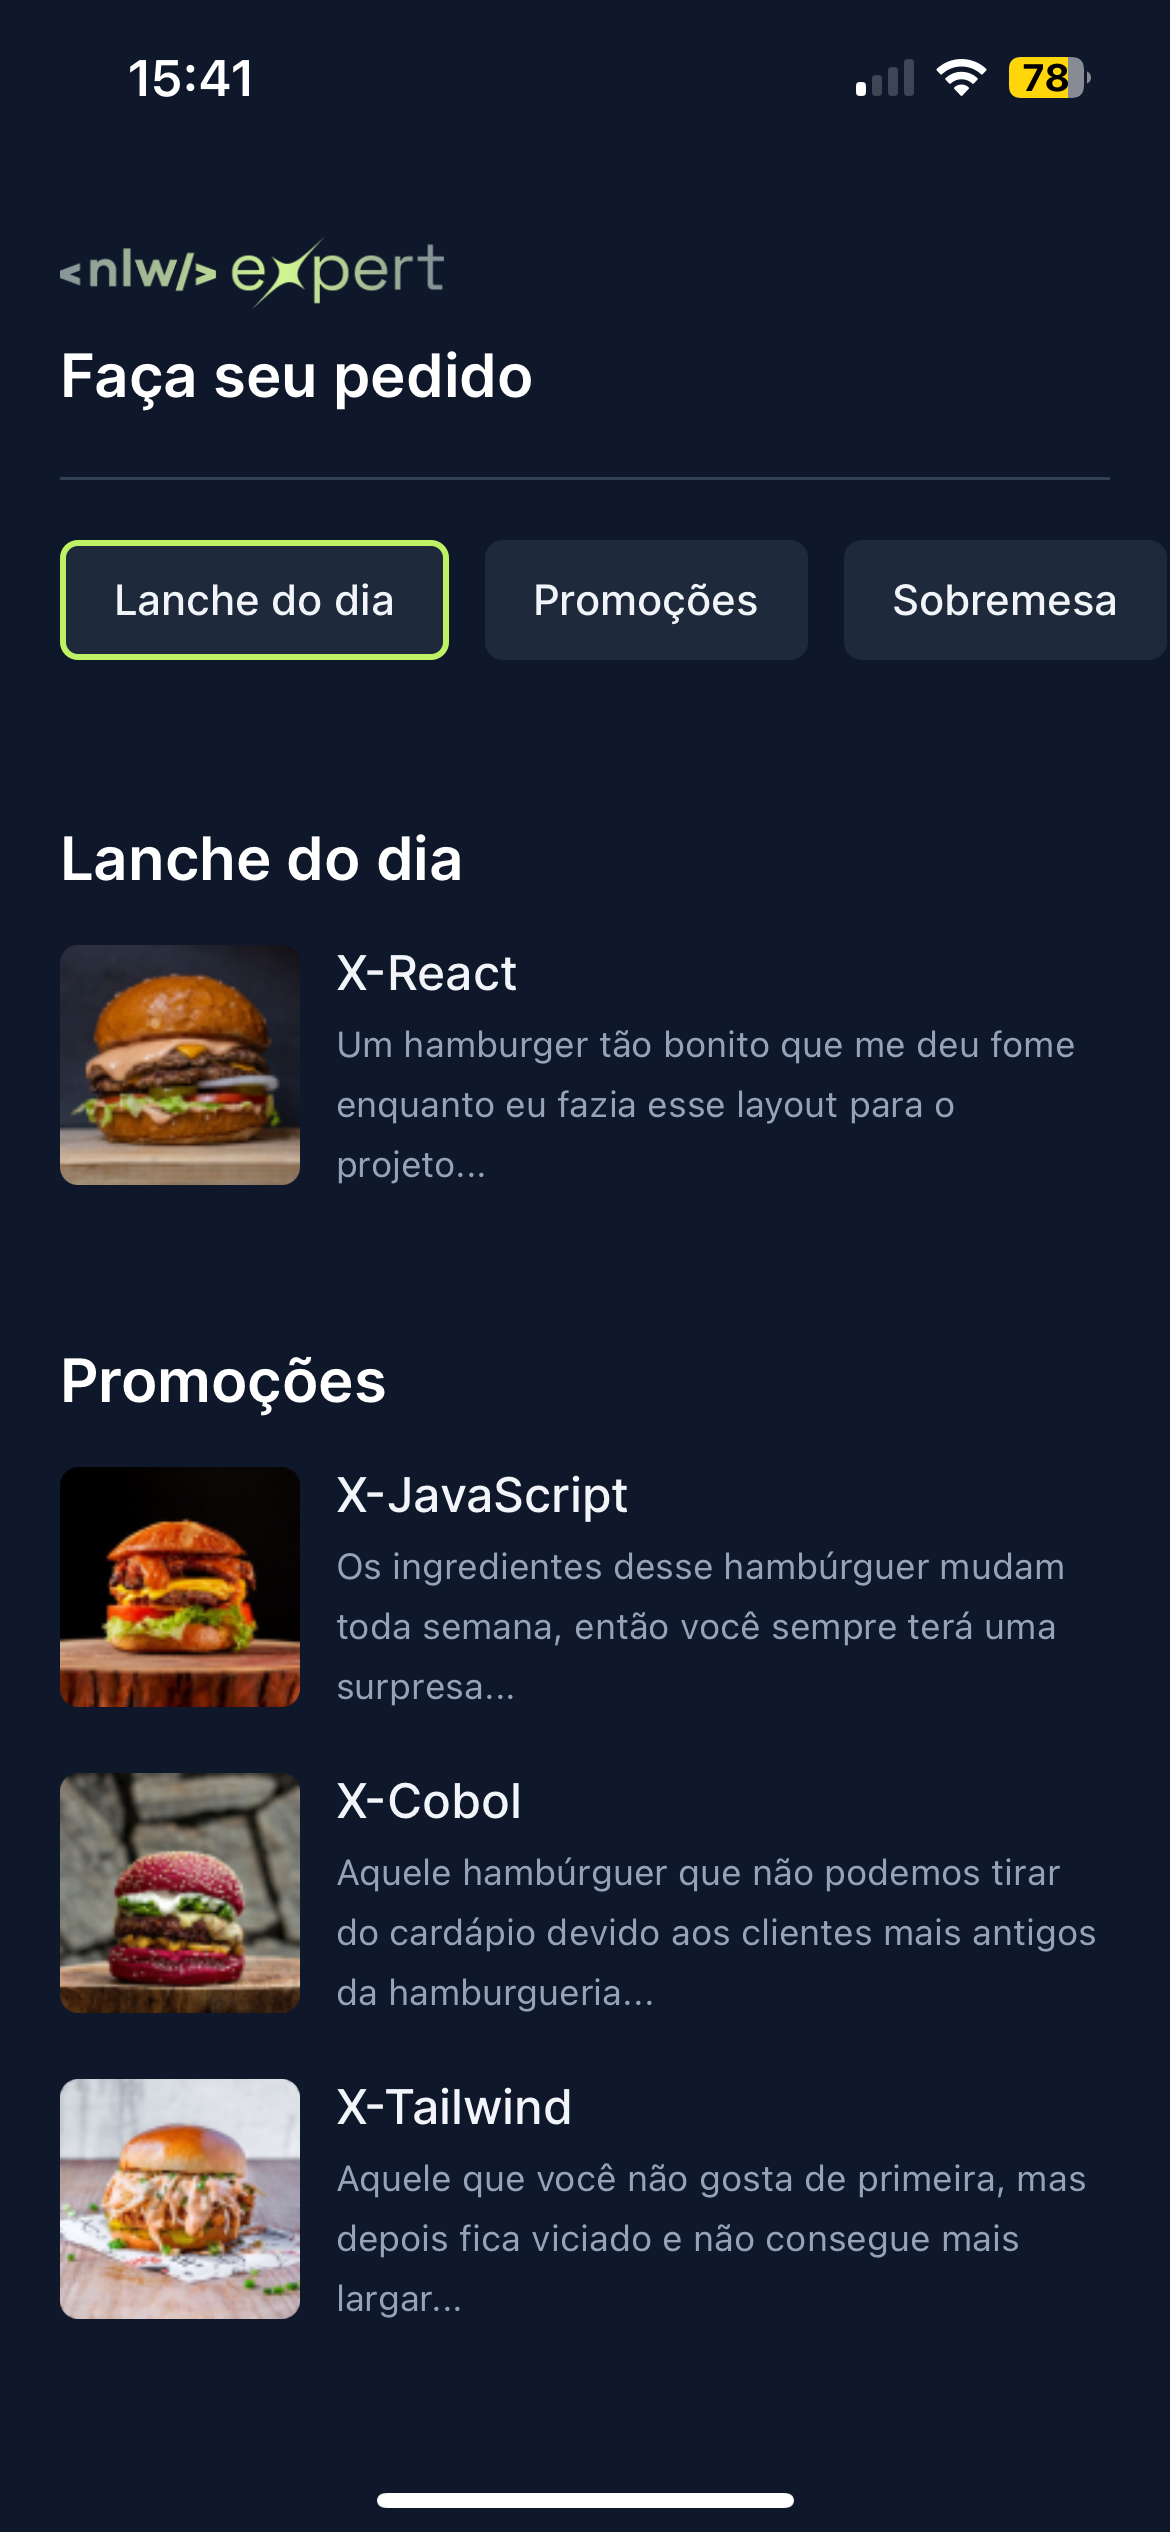 15:41
78
<nlw/> expert
Faça seu pedido
Lanche do dia
Promoções
Sobremesa
Lanche do dia
X-React
Um hamburger tão bonito que me deu fome
enquanto eu fazia esse layout para o
projeto...
Promoções
X-JavaScript
Os ingredientes desse hambúrguer mudam
toda semana, então você sempre terá uma
surpresa...
X-Cobol
Aquele hambúrguer que não podemos tirar
do cardápio devido aos clientes mais antigos
da hamburgueria...
X-Tailwind
Aquele que você não gosta de primeira, mas
depois fica viciado e não consegue mais
largar...